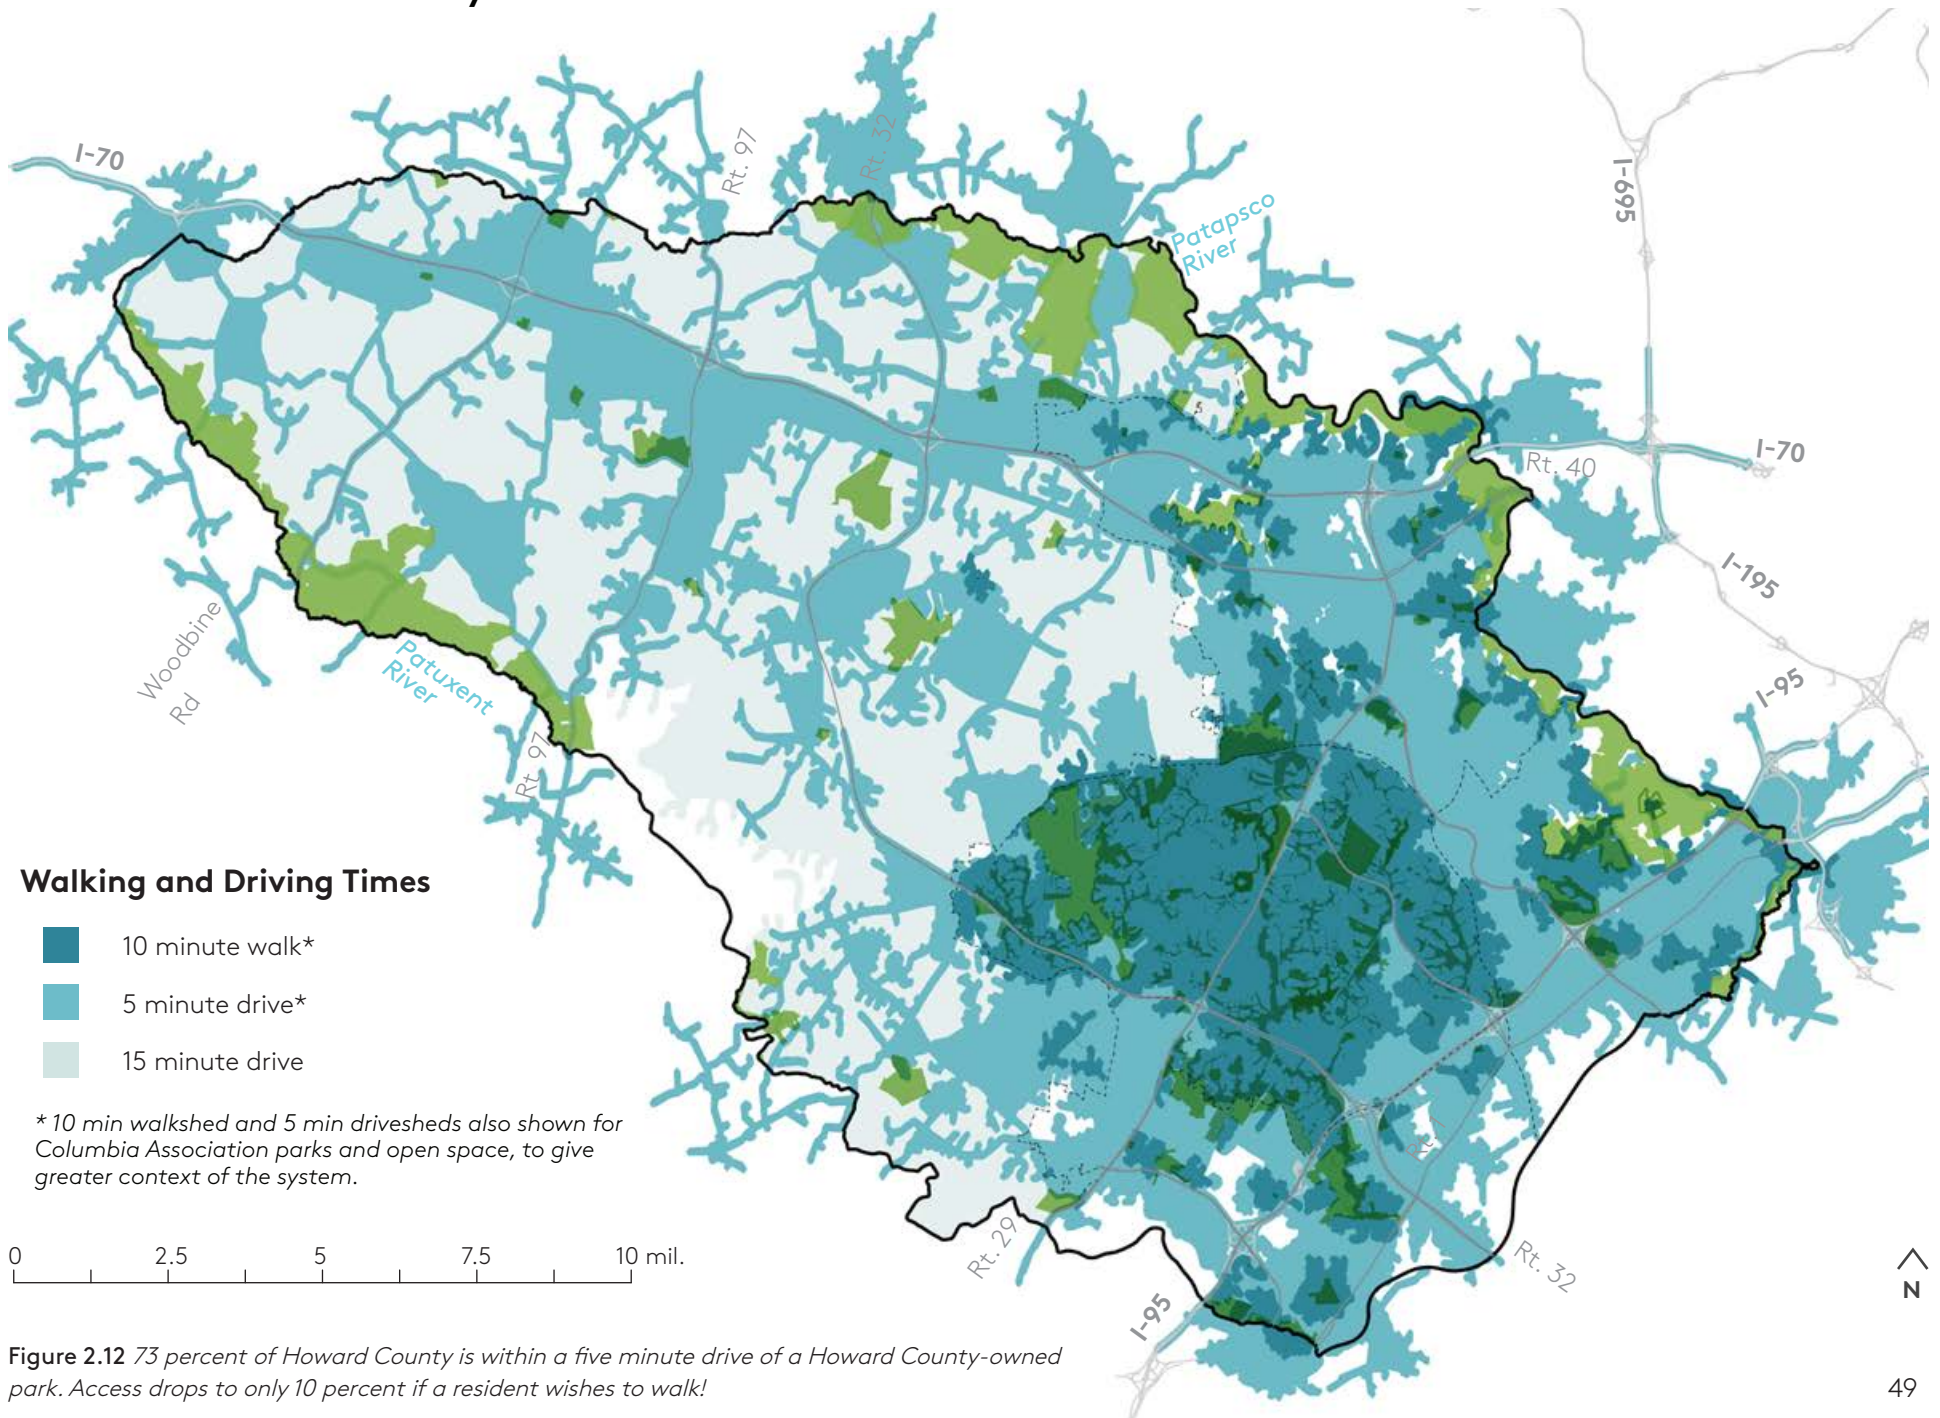 I-70
Rt. 97
Rt. 32
Patapsco
River
I-695
I-70
Rt. 40
I-195
I-95
Woodbine
Rd
Patuxent
River
Rt. 97
Walking and Driving Times
10 minute walk*
5 minute drive*
15 minute drive
* 10 min walkshed and 5 min drivesheds also shown for
Columbia Association parks and open space, to give
greater context of the system.
Rt. 1
0 2.5 5 7.5 10 mil.
Rt. 29
Rt. 32
I-95
N
Figure 2.12 73 percent of Howard County is within a five minute drive of a Howard County-owned
park. Access drops to only 10 percent if a resident wishes to walk!
49